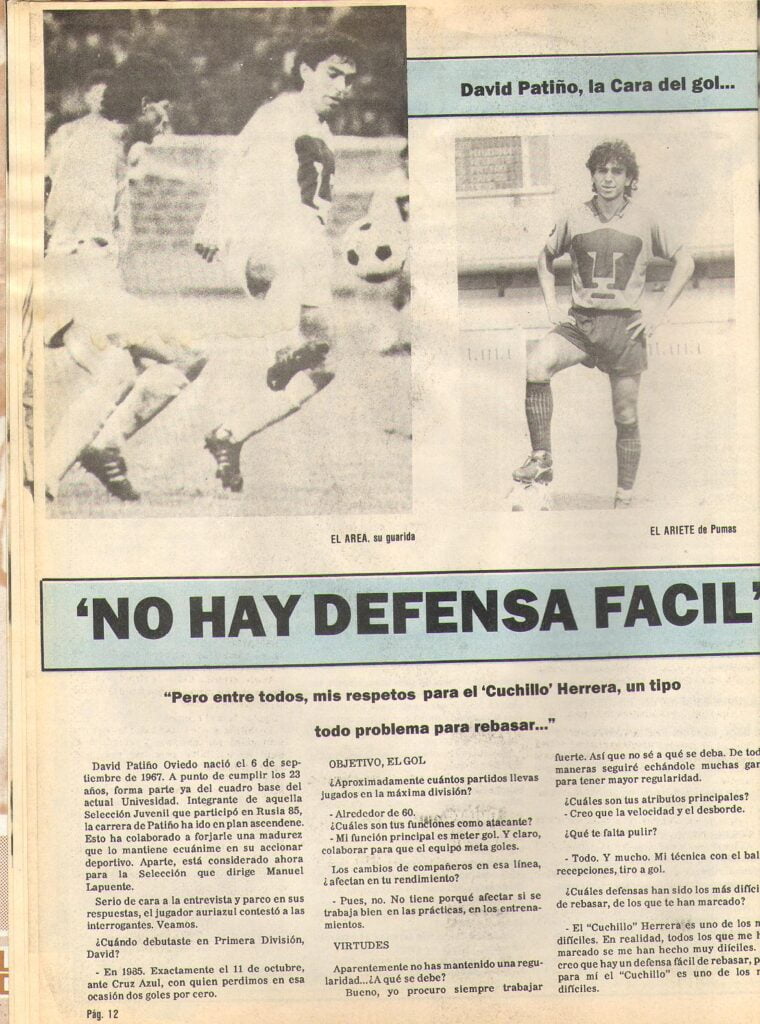 David Patiño, la Cara del gol...
EL AREA. su guarida
EL ARIETE de Pumas
'NO HAY DEFENSA FACIL'
"Pero entre todos, mis respetos para el 'Cuchillo' Herrera, un tipo
todo problema para rebasar..."
David Patiño Oviedo nació el 6 de sep-
tiembre de 1967. A punto de cumplir los 23
años, forma parte ya del cuadro base del
actual Univesidad. Integrante de aquella
Selección Juvenil que participó en Rusia 85,
la carrera de Patiño ha ido en plan ascendene.
Esto ha colaborado a forjarle una madurez
que lo mantiene ecuánime en su accionar
deportivo. Aparte, está considerado ahora
para la Selección que dirige Manuel
Lapuente.
Serio de cara a la entrevista y parco en sus
respuestas, el jugador auriazul contestó a las
interrogantes. Veamos.
¿Cuándo debutaste en Primera División,
David?
- En 1985. Exactamente el 11 de octubre,
ante Cruz Azul, con quien perdimos en esa
ocasión dos goles por cero.
Pág. 12
OBJETIVO, EL GOL
¿Aproximadamente cuántos partidos llevas
jugados en la máxima división?
- Alrededor de 60.
¿Cuáles son tus funciones como atacante?
- Mi función principal es meter gol. Y claro,
colaborar para que el equipo meta goles.
Los cambios de compañeros en esa línea,
¿afectan en tu rendimiento?
- Pues, no. No tiene porqué afectar si se
trabaja bien en las prácticas, en los entrena-
mientos.
VIRTUDES
Aparentemente no has mantenido una regu-
laridad...¿A qué se debe?
Bueno, yo procuro siempre trabajar
fuerte. Así que no sé a qué se deba. De tod
maneras seguiré echándole muchas gan
para tener mayor regularidad.
¿Cuáles son tus atributos principales?
- Creo que la velocidad y el desborde.
¿Qué te falta pulir?
- Todo. Y mucho. Mi técnica con el bal
recepciones, tiro a gol.
¿Cuáles defensas han sido los más difíci
de rebasar, de los que te han marcado?
- El "Cuchillo" Herrera es uno de los m
difíciles. En realidad, todos los que me h
marcado se me han hecho muy difíciles.
creo que hay un defensa fácil de rebasar, p
para mí el "Cuchillo" es uno de los m
difíciles.